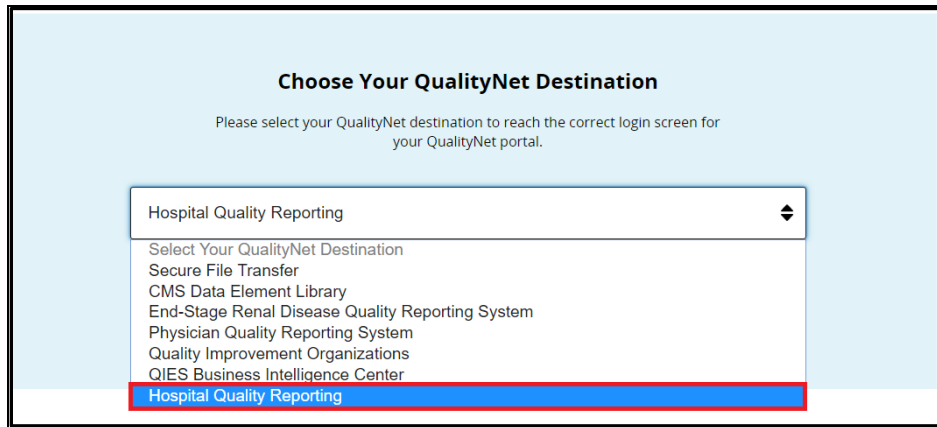 Choose Your QualityNet Destination
Please select your QualityNet destination to reach the correct login screen for
your QualityNet portal.
Hospital Quality Reporting
Select Your QualityNet Destination
Secure File Transfer
CMS Data Element Library
End-Stage Renal Disease Quality Reporting System
Physician Quality Reporting System
Quality Improvement Organizations
QIES Business Intelligence Center
Hospital Quality Reporting